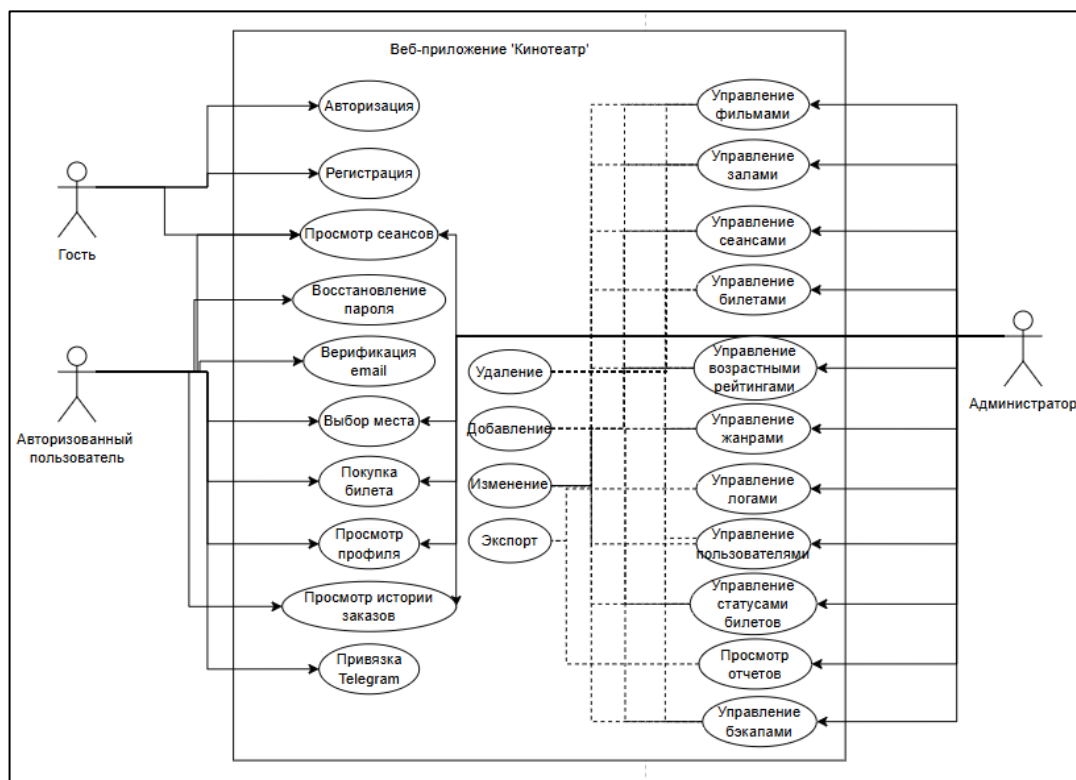 Веб-приложение 'Кинотеатр'
Авторизация
Регистрация
Просмотр сеансов
Восстановление
пароля
Верификация
email
Выбор места
Покупка
билета
Просмотр
профиля
Просмотр истории
заказов
Привязка
Telegram
Гость
Авторизованный
пользователь
Удаление
Добавление
Изменение
Экспорт
Управление
фильмами
Управление
залами
Управление
сеансами
Управление
билетами
Управление
возрастными
рейтингами
Управление
жанрами
Управление
логами
Управление
пользователями
Управление
статусами
билетов
Просмотр
отчетов
Управление
бэкапами
Администратор